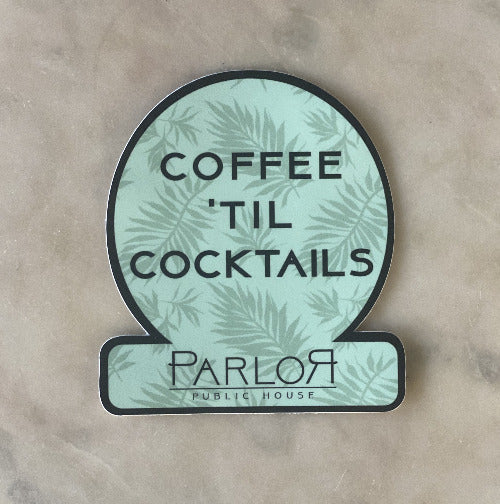 COFFEE
'TIL
COCKTAILS
PARLOR
PUBLIC HOUSE